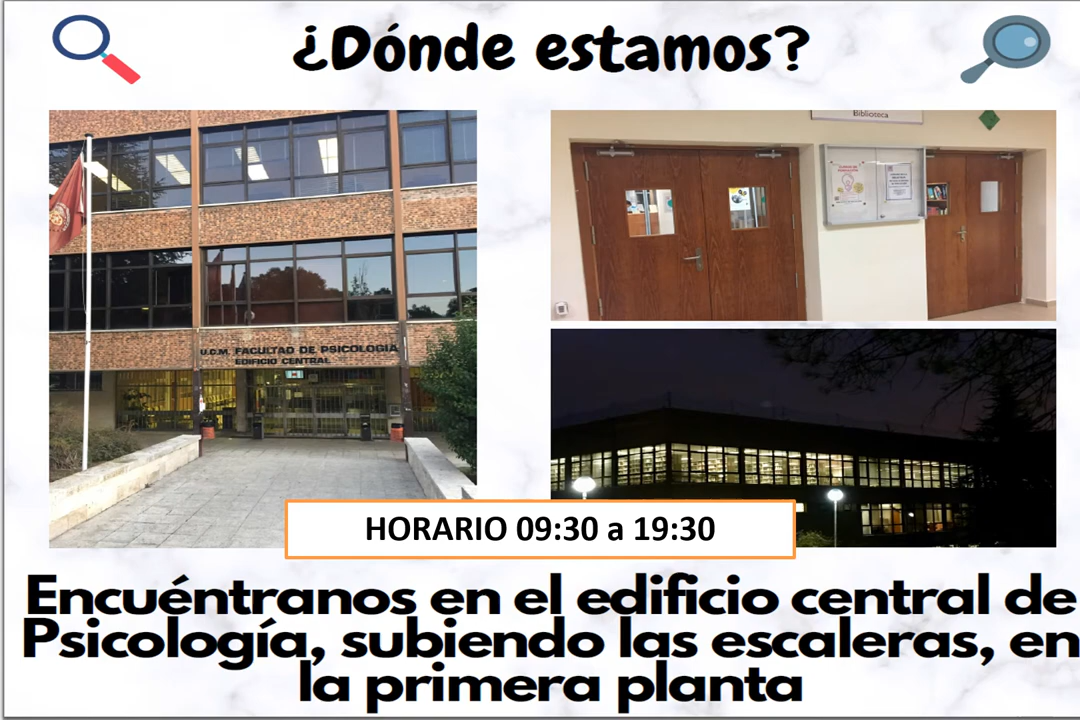 ¿Dónde estamos?
Biblioteca
U.C.M. FACULTAD DE PSICOLOGÍA
EDIFICIO CENTRAL
HORARIO 09:30 a 19:30
Encuéntranos en el edificio central de
Psicología, subiendo las escaleras, en
la primera planta